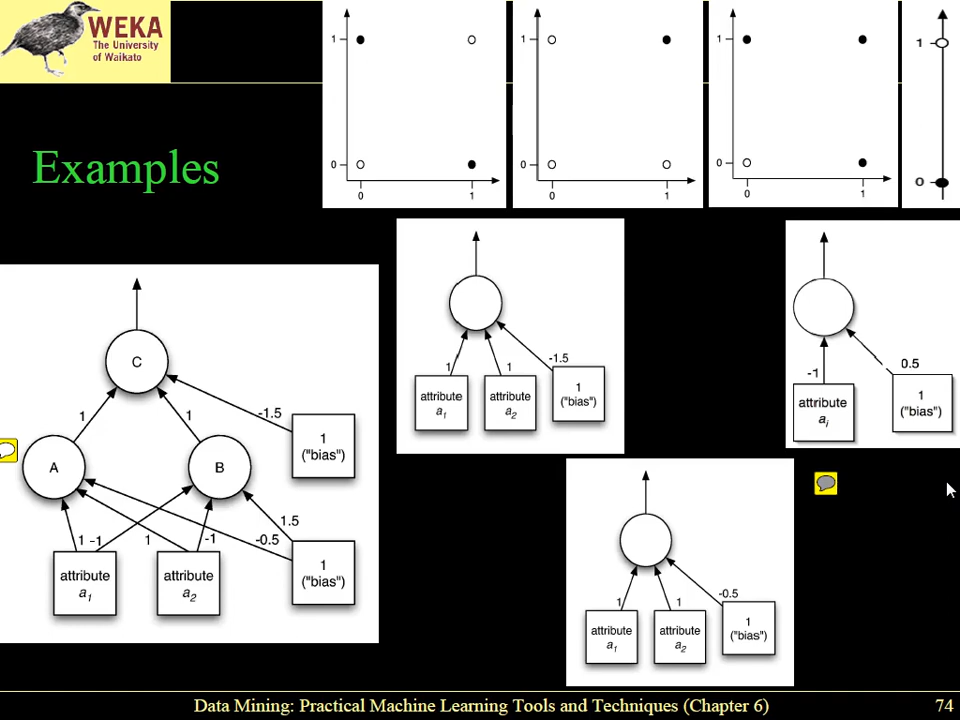 WEKA
The University
of Waikato
Examples
1
0
0
1
1
0
0
1
1
0
0
1
1
0
C
1
1
-1.5
1
("bias")
A
B
1 -1
1
-1
-0.5
1.5
attribute
a1
attribute
a2
1
("bias")
1
1
-1.5
attribute
a1
attribute
a2
1
("bias")
-1
0.5
attribute
ai
1
("bias")
1
1
-0.5
attribute
a1
attribute
a2
1
("bias")
Data Mining: Practical Machine Learning Tools and Techniques (Chapter 6)
74